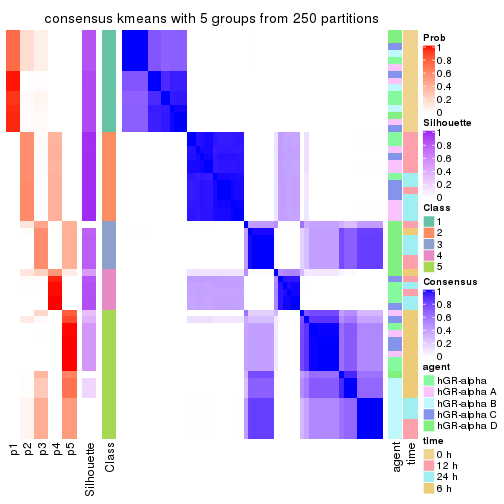 consensus kmeans with 5 groups from 250 partitions
Prob
1
0.8
0.6
0.4
0.2
0
Silhouette
1
0.8
0.6
0.4
0.2
0
Class
1
2
3
4
5
Consensus
1
0.8
0.6
0.4
0.2
0
agent
hGR-alpha
hGR-alpha A
hGR-alpha B
hGR-alpha C
hGR-alpha D
time
0 h
12 h
24 h
6 h
p1
p2
p3
p4
p5
Silhouette
Class
agent
time